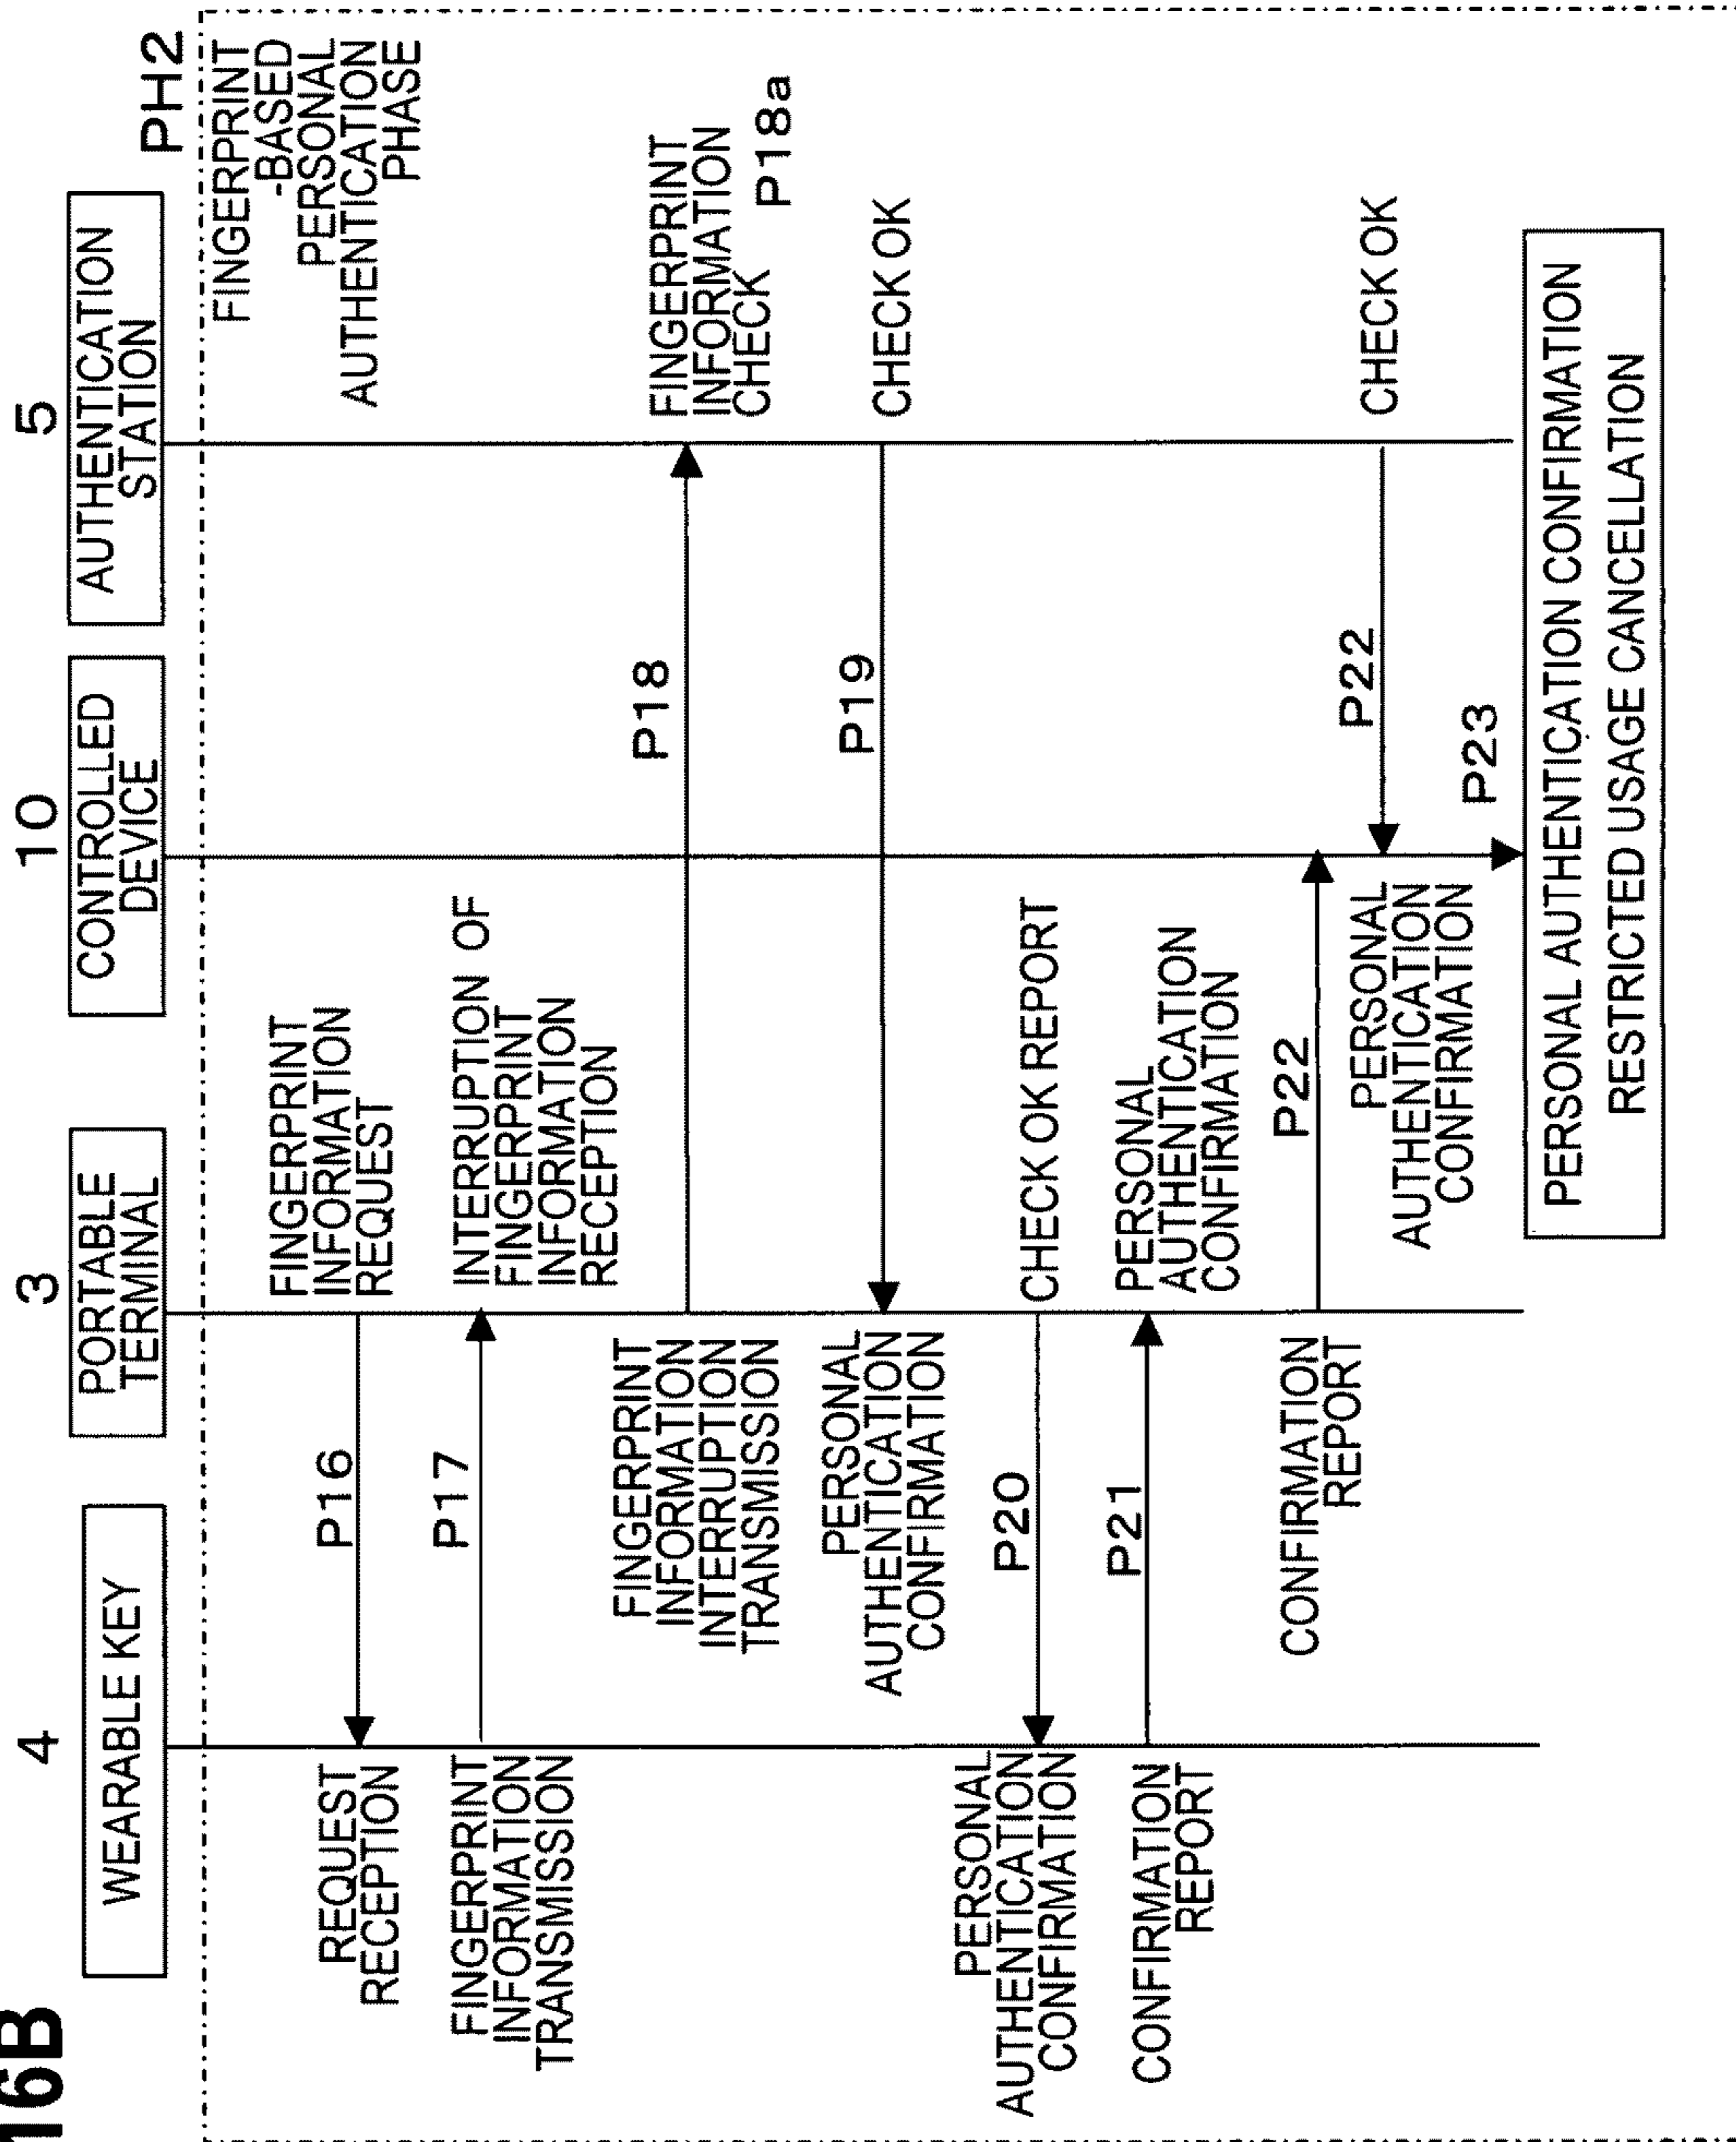 16B
4
WEARABLE KEY
3
PORTABLE
TERMINAL
10
CONTROLLED
DEVICE
5
AUTHENTICATION
STATION
PH2
FINGERPRINT
-BASED
PERSONAL
AUTHENTICATION
PHASE
FINGERPRINT
INFORMATION
REQUEST
P16
REQUEST
RECEPTION
INTERRUPTION OF
FINGERPRINT
INFORMATION
RECEPTION
P17
FINGERPRINT
INFORMATION
TRANSMISSION
FINGERPRINT
INFORMATION
INTERRUPTION
TRANSMISSION
P18
FINGERPRINT
INFORMATION
CHECK
P18a
PERSONAL
AUTHENTICATION
CONFIRMATION
P19
CHECK OK
PERSONAL
AUTHENTICATION
CONFIRMATION
P20
CHECK OK REPORT
CONFIRMATION
REPORT
P21
PERSONAL
AUTHENTICATION
CONFIRMATION
CONFIRMATION
REPORT
P22
PERSONAL
AUTHENTICATION
CONFIRMATION
P22
CHECK OK
P23
PERSONAL AUTHENTICATION CONFIRMATION
RESTRICTED USAGE CANCELLATION